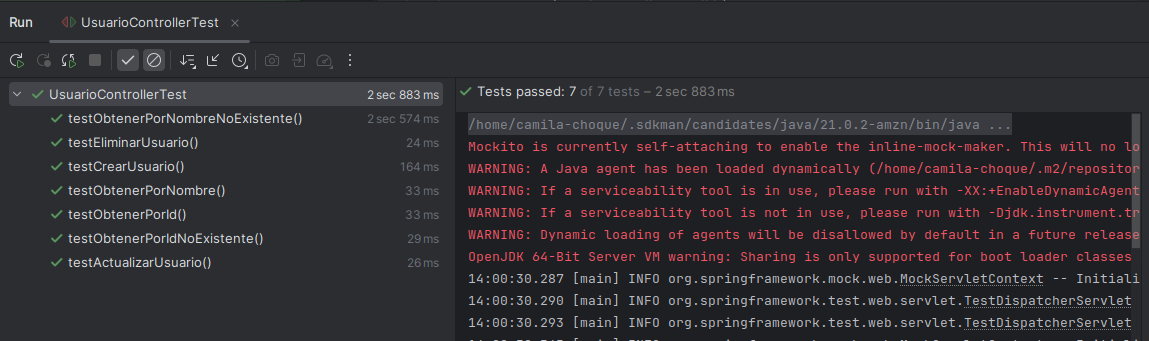 Run UsuarioControllerTest
UsuarioControllerTest 2 sec 883 ms
testObtenerPorNombreNoExistente() 2 sec 574 ms
testEliminarUsuario() 24 ms
testCrearUsuario() 164 ms
testObtenerPorNombre() 33 ms
testObtenerPorId() 33 ms
testObtenerPorIdNoExistente() 29 ms
testActualizarUsuario() 26 ms
Tests passed: 7 of 7 tests – 2 sec 883 ms
/home/camila-choque/.sdkman/candidates/java/21.0.2-amzn/bin/java ...
Mockito is currently self-attaching to enable the inline-mock-maker. This will no lo
WARNING: A Java agent has been loaded dynamically (/home/camila-choque/.m2/repositor
WARNING: If a serviceability tool is in use, please run with -XX:+EnableDynamicAgent
WARNING: If a serviceability tool is not in use, please run with -Djdk.instrument.tr
WARNING: Dynamic loading of agents will be disallowed by default in a future release
OpenJDK 64-Bit Server VM warning: Sharing is only supported for boot loader classes
14:00:30.287 [main] INFO org.springframework.mock.web.MockServletContext -- Initiali
14:00:30.290 [main] INFO org.springframework.test.web.servlet.TestDispatcherServlet
14:00:30.293 [main] INFO org.springframework.test.web.servlet.TestDispatcherServlet